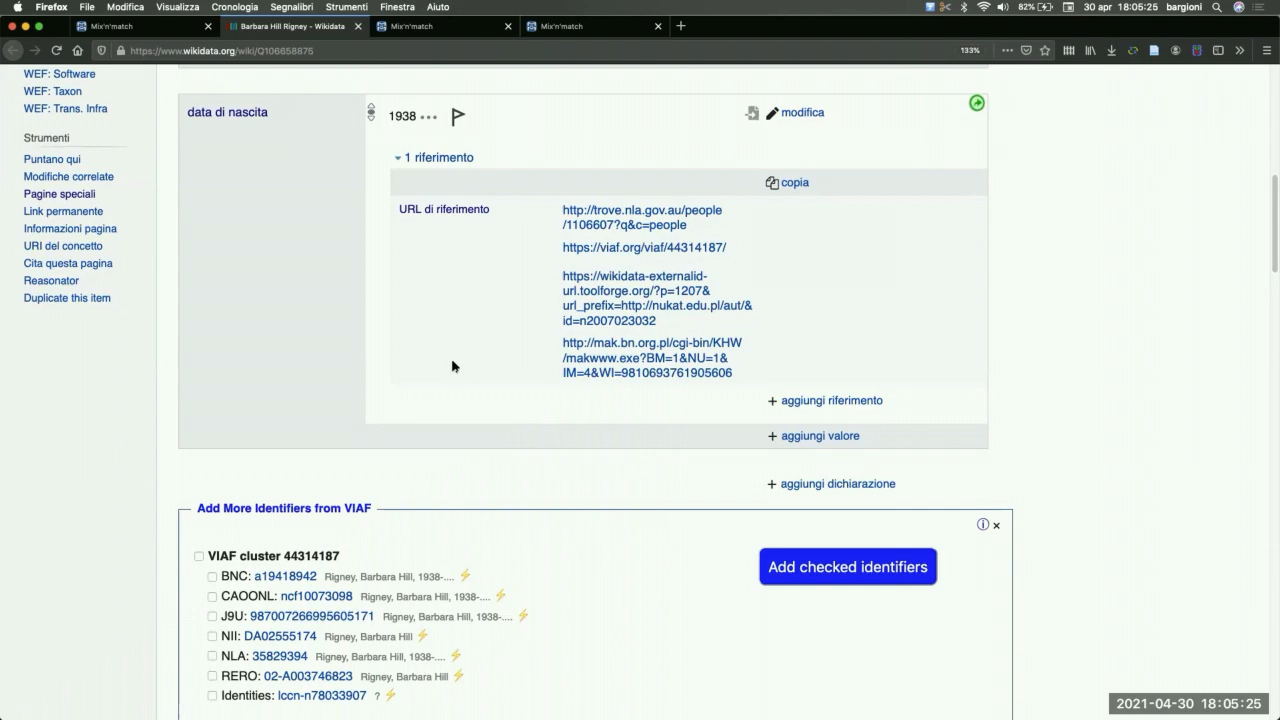 Firefox File Modifica Visualizza Cronologia Segnalibri Strumenti Finestra Aiuto 82% 30 apr 18:05:25 bargioni
Mix'n'match Barbara Hill Rigney - Wikidata Mix'n'match Mix'n'match
https://www.wikidata.org/wiki/Q106658875 133%
WEF: Software
WEF: Taxon
WEF: Trans. Infra
Strumenti
Puntano qui
Modifiche correlate
Pagine speciali
Link permanente
Informazioni pagina
URI del concetto
Cita questa pagina
Reasonator
Duplicate this item
data di nascita
1938
modifica
1 riferimento
copia
URL di riferimento
http://trove.nla.gov.au/people
/1106607?q&c=people
https://viaf.org/viaf/44314187/
https://wikidata-externalid-
url.toolforge.org/?p=1207&
url_prefix=http://nukat.edu.pl/aut/&
id=n2007023032
http://mak.bn.org.pl/cgi-bin/KHW
/makwww.exe?BM=1&NU=1&
IM=4&WI=9810693761905606
+ aggiungi riferimento
+ aggiungi valore
+ aggiungi dichiarazione
Add More Identifiers from VIAF
VIAF cluster 44314187
Add checked identifiers
BNC: a19418942 Rigney, Barbara Hill, 1938-....
CAOONL: ncf10073098 Rigney, Barbara Hill, 1938-....
J9U: 987007266995605171 Rigney, Barbara Hill, 1938-....
NII: DA02555174 Rigney, Barbara Hill
NLA: 35829394 Rigney, Barbara Hill, 1938-....
RERO: 02-A003746823 Rigney, Barbara Hill
Identities: lccn-n78033907 ?
2021-04-30 18:05:25